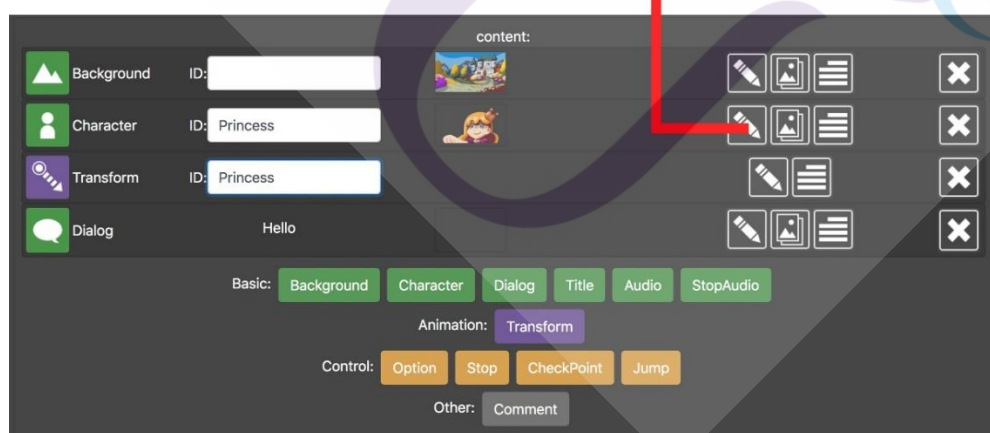 content:
Background ID:
Character ID: Princess
Transform ID: Princess
Dialog Hello
Basic: Background Character Dialog Title Audio StopAudio
Animation: Transform
Control: Option Stop CheckPoint Jump
Other: Comment